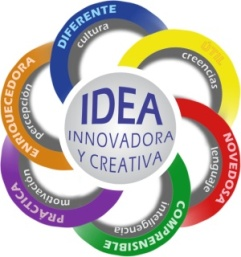 IDEA
INNOVADORA
Y CREATIVA
DIFERENTE
cultura
ÚTIL
creencias
NOVEDOSA
lenguaje
COMPRENSIBLE
inteligencia
PRÁCTICA
motivación
ENRIQUECEDORA
percepción